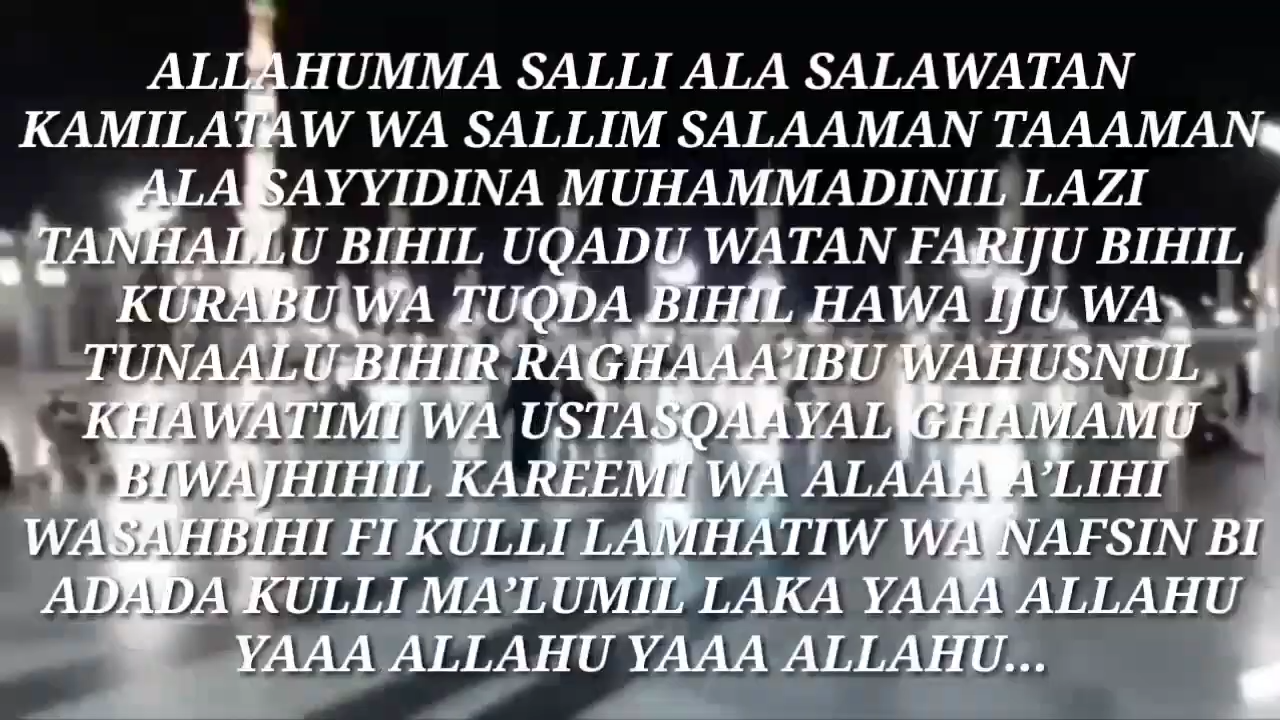 ALLAHUMMA SALLI ALA SALAWATAN
KAMILATAW WA SALLIM SALAAMAN TAAAMAN
ALA SAYYIDINA MUHAMMADINIL LAZI
TANHALLU BIHIL UQADU WATAN FARIJU BIHIL
KURABU WA TUQDA BIHIL HAWA IJU WA
TUNAALU BIHIR RAGHAAA’IBU WAHUSNUL
KHAWATIMI WA USTASQAAYAL GHAMAMU
BIWAJHIHIL KAREEMI WA ALAAA A’LIHI
WASAHBIHI FI KULLI LAMHATIW WA NAFSIN BI
ADADA KULLI MA’LUMIL LAKA YAAA ALLAHU
YAAA ALLAHU YAAA ALLAHU...